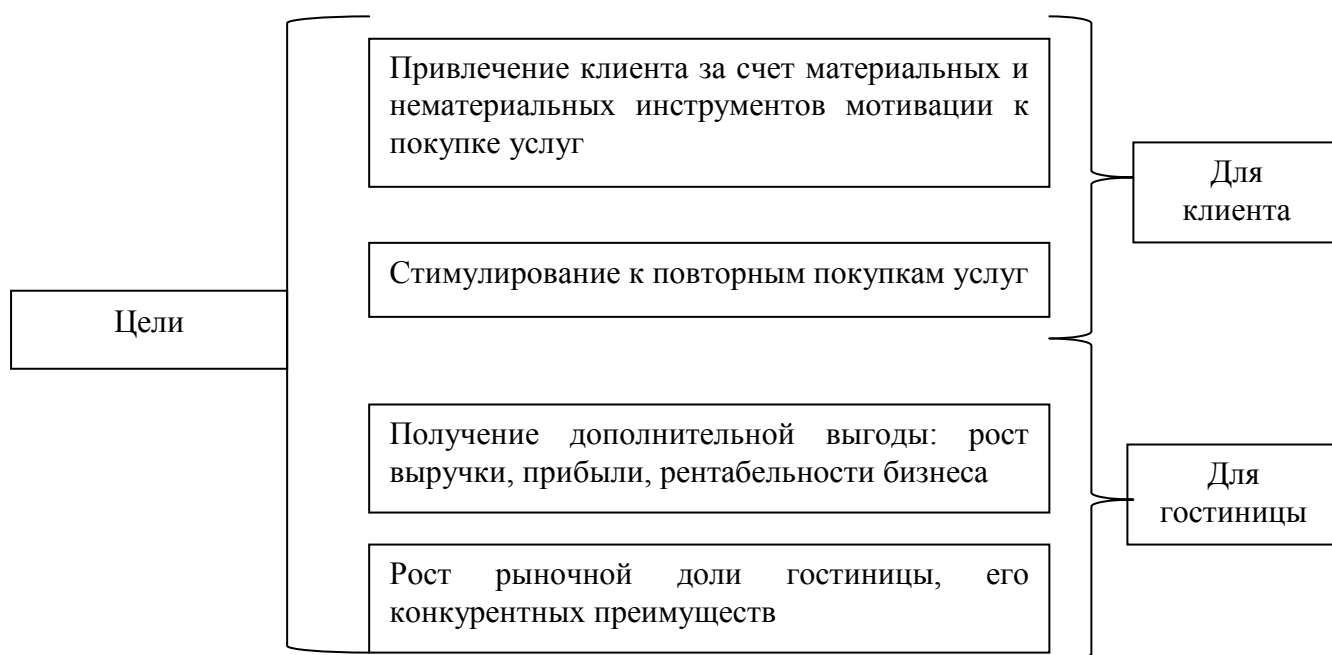 Привлечение клиента за счет материальных и
нематериальных инструментов мотивации к
покупке услуг
Для
клиента
Стимулирование к повторным покупкам услуг
Цели
Получение дополнительной выгоды: рост
выручки, прибыли, рентабельности бизнеса
Для
гостиницы
Рост рыночной доли гостиницы, его
конкурентных преимуществ